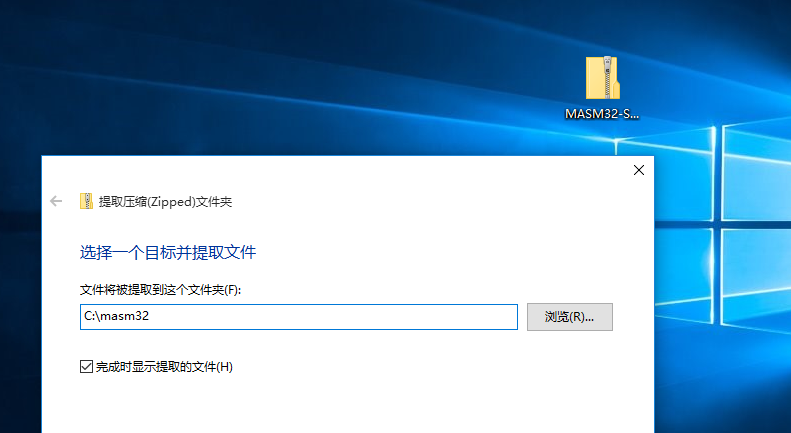 MASM32-S...
提取压缩(Zipped)文件夹
选择一个目标并提取文件
文件将被提取到这个文件夹(F):
C:\masm32
浏览(R)...
完成时显示提取的文件(H)